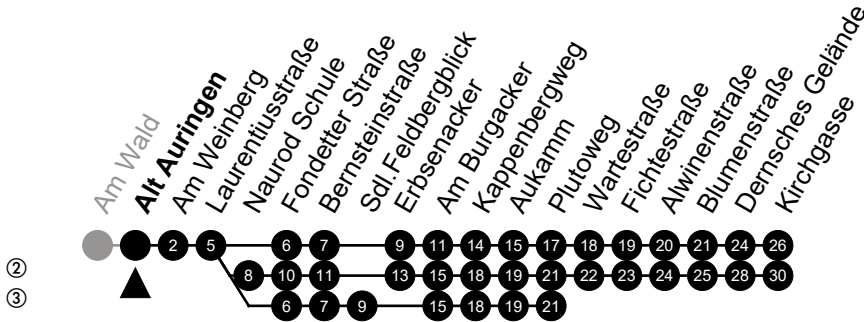 Am Wald
Alt Auringen
Am Weinberg
Laurentiusstraße
Naurod Schule
Fondetter Straße
Bernsteinstraße
Sdl.Feldbergblick
Erbsenacker
Am Burgacker
Kappenbergweg
Aukamm
Plutoweg
Wartestraße
Fichtestraße
Alwinenstraße
Blumenstraße
Dernsches Gelände
Kirchgasse
2 5 6 7 9 11 14 15 17 18 19 20 21 24 26
② 8 10 11 13 15 18 19 21 22 23 24 25 28 30
③ 6 7 9 15 18 19 21